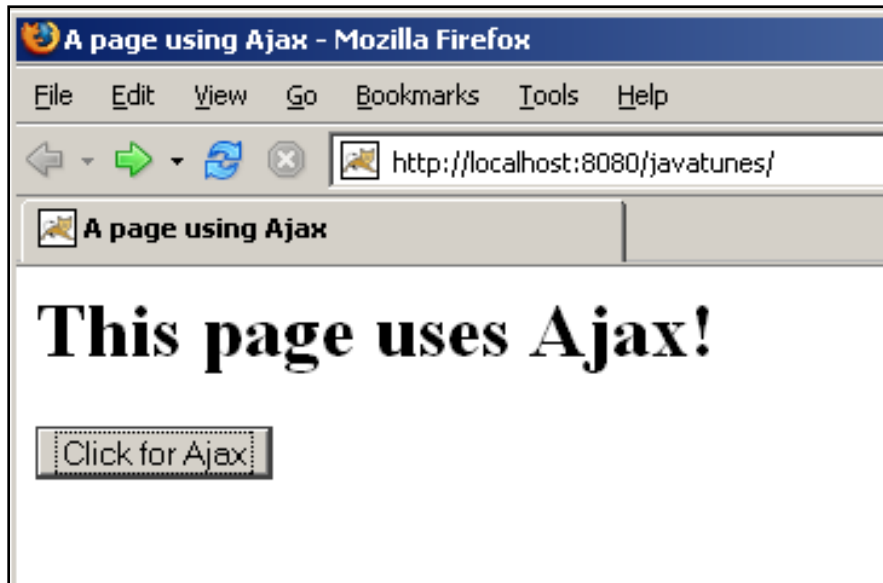 A page using Ajax - Mozilla Firefox
File Edit View Go Bookmarks Tools Help
http://localhost:8080/javatunes/
A page using Ajax
This page uses Ajax!
Click for Ajax